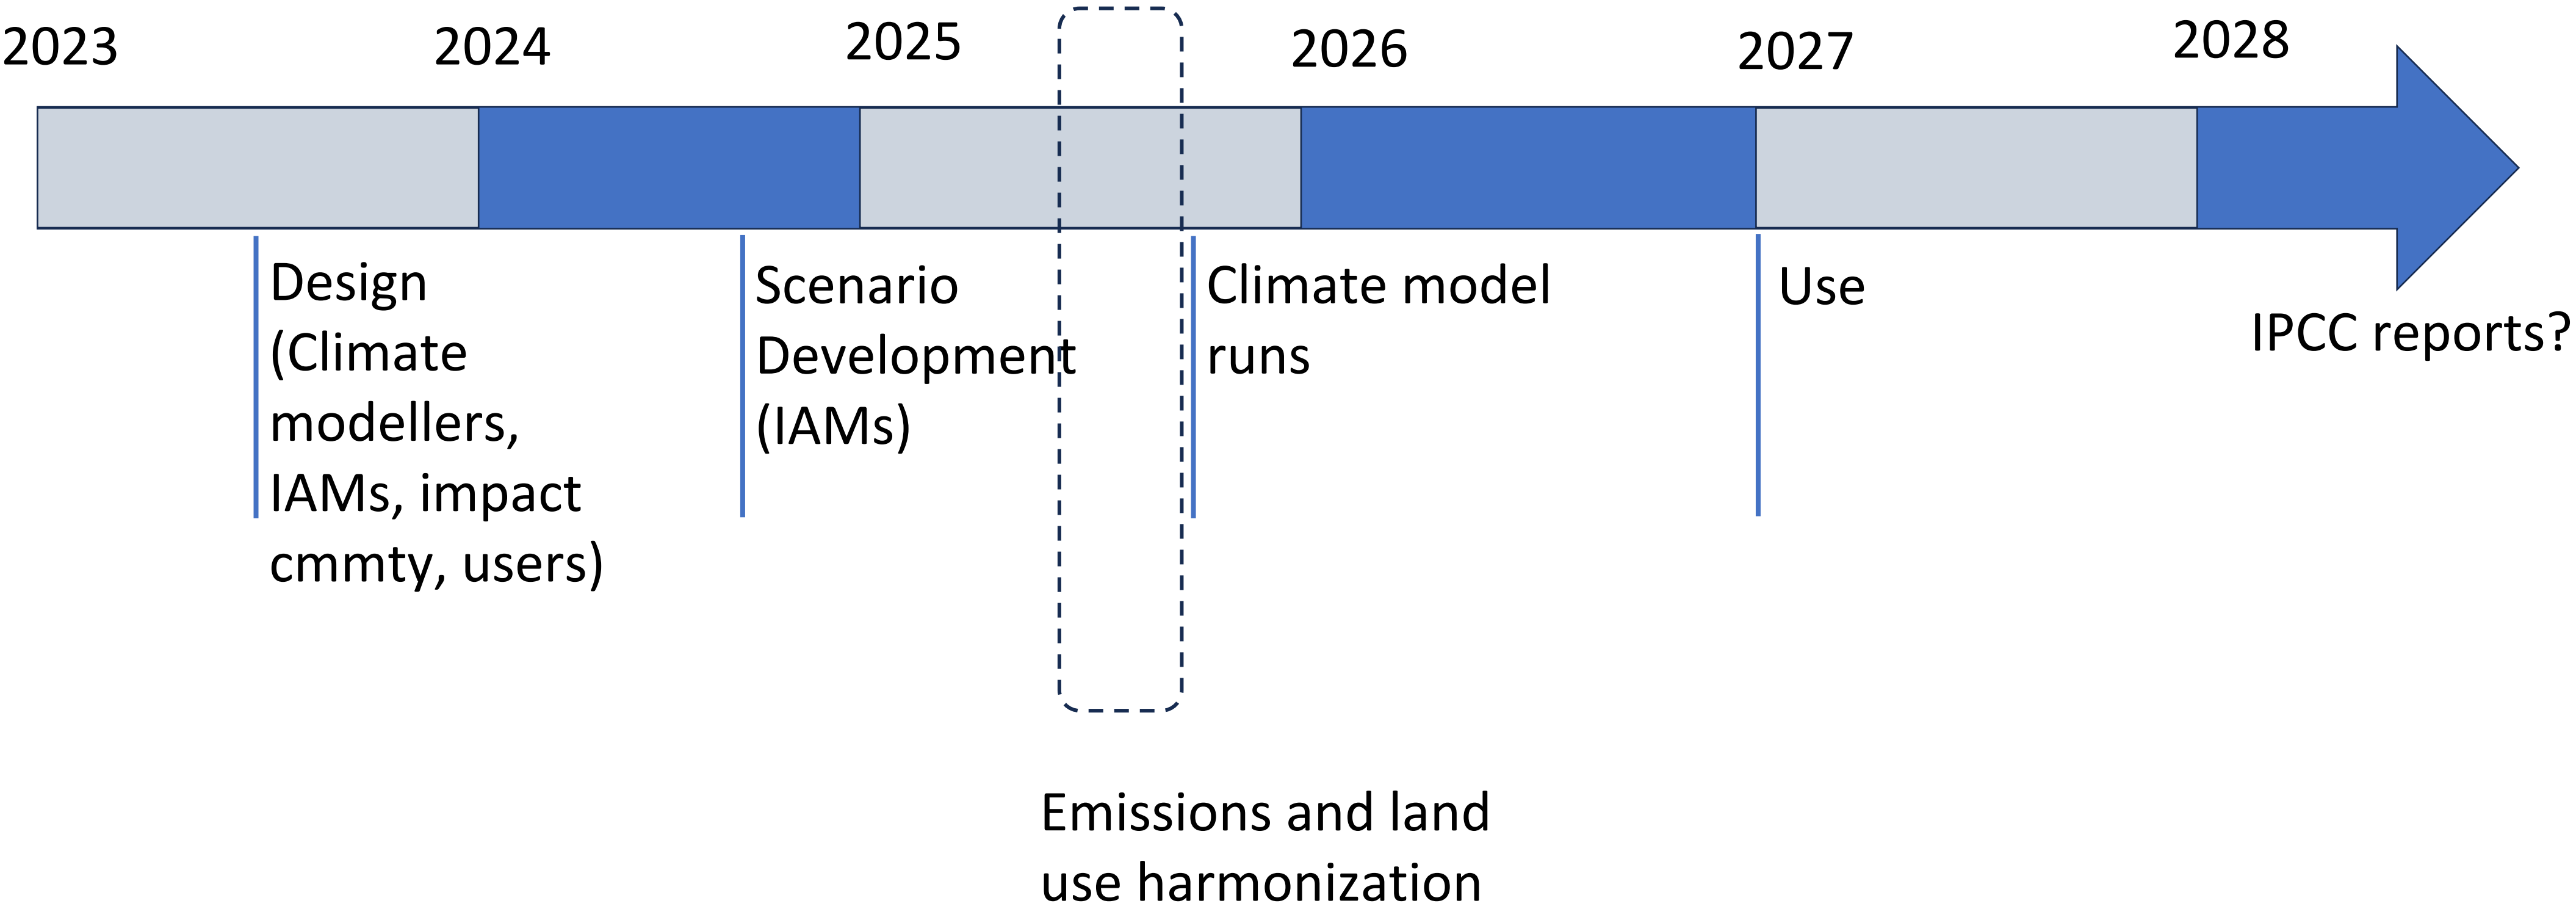 2023
2024
2025
2026
2027
2028
Design
(Climate
modellers,
IAMs, impact
cmmty, users)
Scenario
Development
(IAMs)
Climate model
runs
Use
IPCC reports?
Emissions and land
use harmonization